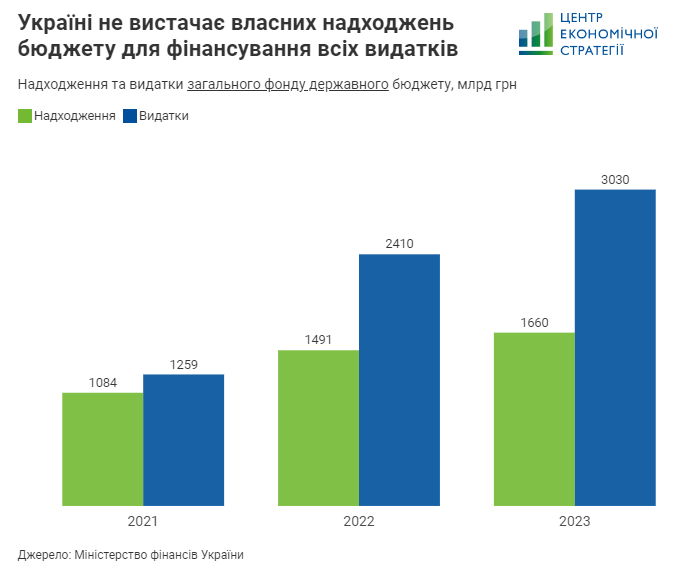 Україні не вистачає власних надходжень
бюджету для фінансування всіх видатків
ЦЕНТР
ЕКОНОМІЧНОЇ
СТРАТЕГІЇ
Надходження та видатки загального фонду державного бюджету, млрд грн
Надходження Видатки
1084
1259
1491
2410
1660
3030
2021
2022
2023
Джерело: Міністерство фінансів України